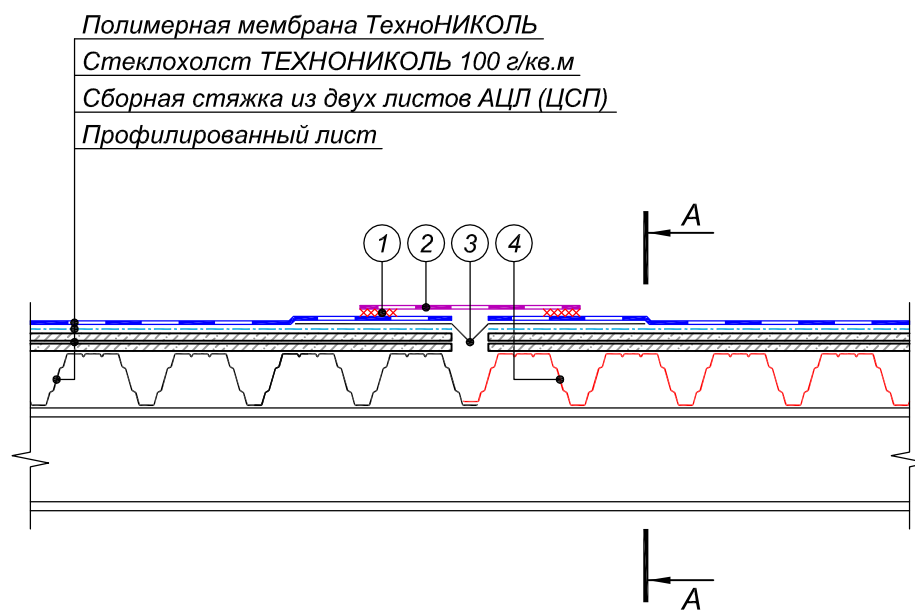 Полимерная мембрана ТехноНИКОЛЬ
Стеклохолст ТЕХНОНИКОЛЬ 100 г/кв.м
Сборная стяжка из двух листов АЦЛ (ЦСП)
Профилированный лист
А
1 2 3 4
А